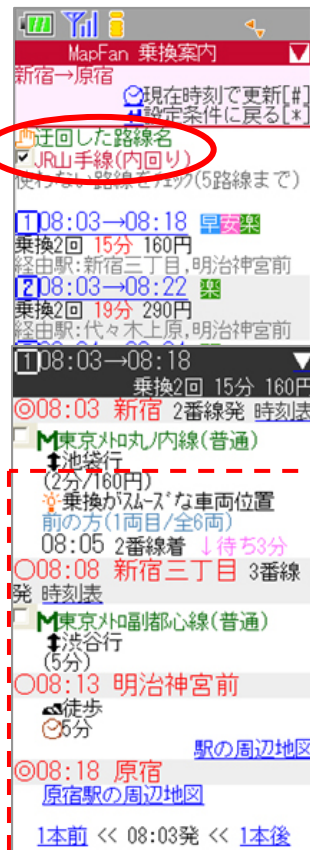 MapFan 乗換案内
新宿→原宿
現在時刻で更新[#]
設定条件に戻る[*]
迂回した路線名
JR山手線(内回り)
使わない路線をﾁｪｯｸ(5路線まで)
1 08:03→08:18 早安楽
乗換2回 15分 160円
経由駅:新宿三丁目,明治神宮前
2 08:03→08:22 楽
乗換2回 19分 290円
経由駅:代々木上原,明治神宮前
1 08:03→08:18
乗換2回 15分 160円
◎08:03 新宿 2番線発 時刻表
M東京ﾒﾄﾛ丸ﾉ内線(普通)
池袋行
(2分/160円)
乗換がｽﾑｰｽﾞな車両位置
前の方(1両目/全6両)
08:05 2番線着 ↓待ち3分
○08:08 新宿三丁目 3番線
発 時刻表
M東京ﾒﾄﾛ副都心線(普通)
渋谷行
(5分)
○08:13 明治神宮前
徒歩
5分
駅の周辺地図
◎08:18 原宿
原宿駅の周辺地図
1本前 << 08:03発 << 1本後